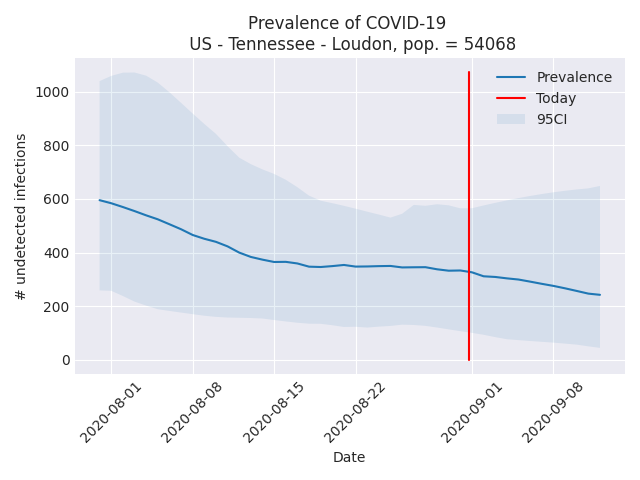 Prevalence of COVID-19
US - Tennessee - Loudon, pop. = 54068
# undetected infections
1000
800
600
400
200
0
Prevalence
Today
95CI
2020-08-01
2020-08-08
2020-08-15
2020-08-22
2020-09-01
2020-09-08
Date